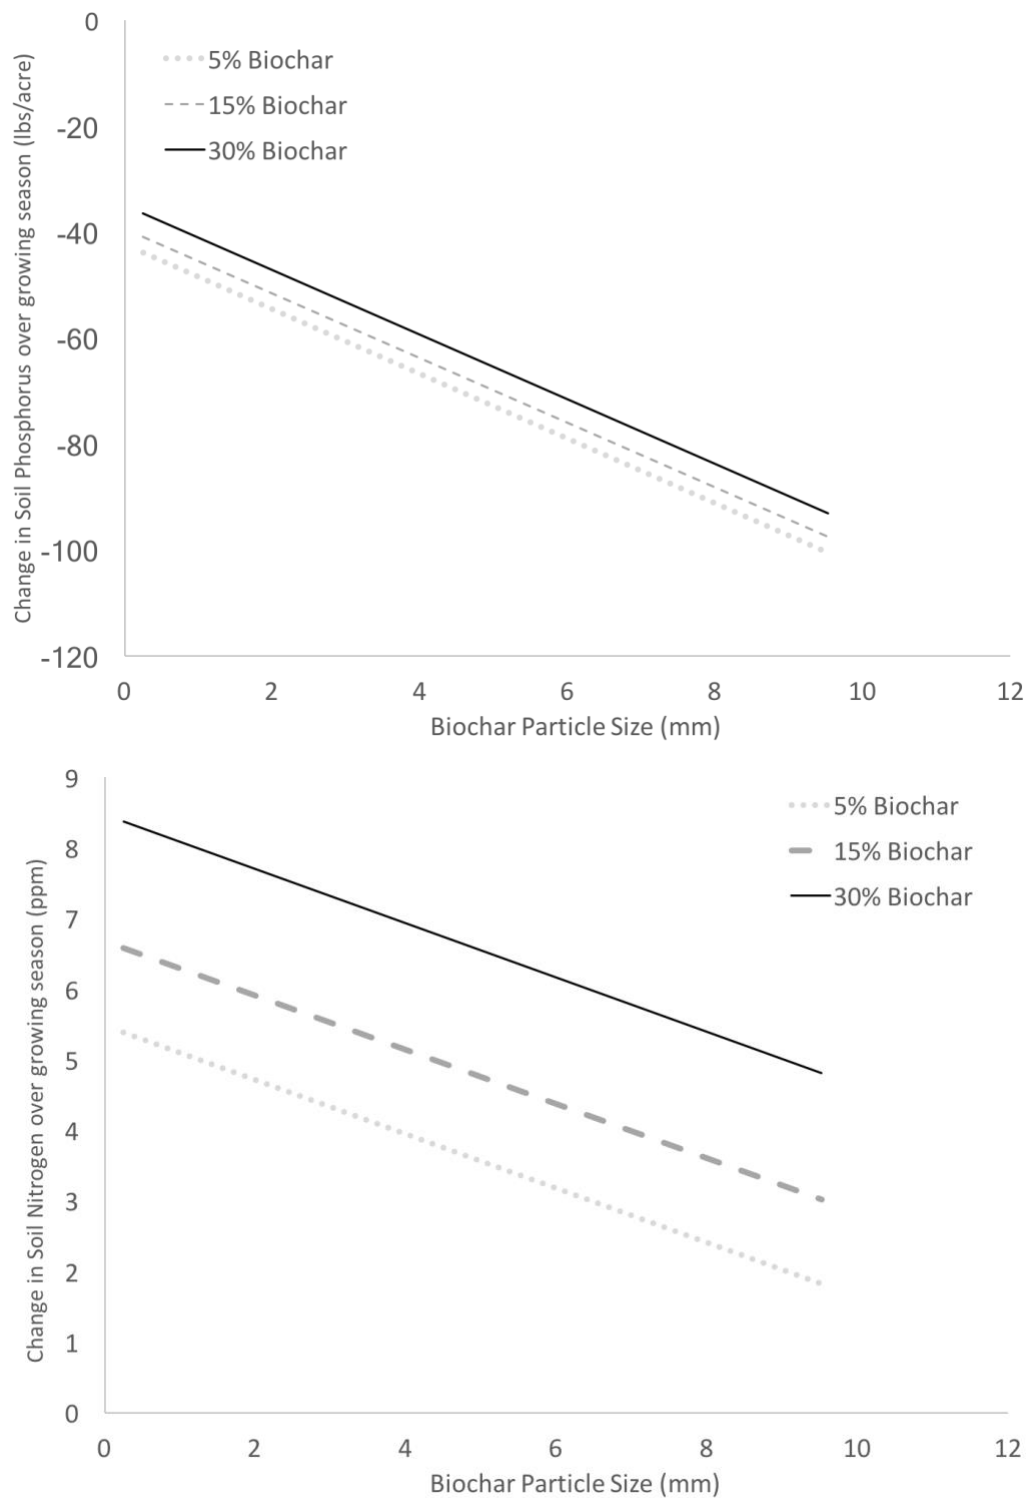 Change in Soil Phosphorus over growing season (lbs/acre)
0
-20
-40
-60
-80
-100
-120
5% Biochar
15% Biochar
30% Biochar
0 2 4 6 8 10 12
Biochar Particle Size (mm)
Change in Soil Nitrogen over growing season (ppm)
9
8
7
6
5
4
3
2
1
0
5% Biochar
15% Biochar
30% Biochar
0 2 4 6 8 10 12
Biochar Particle Size (mm)